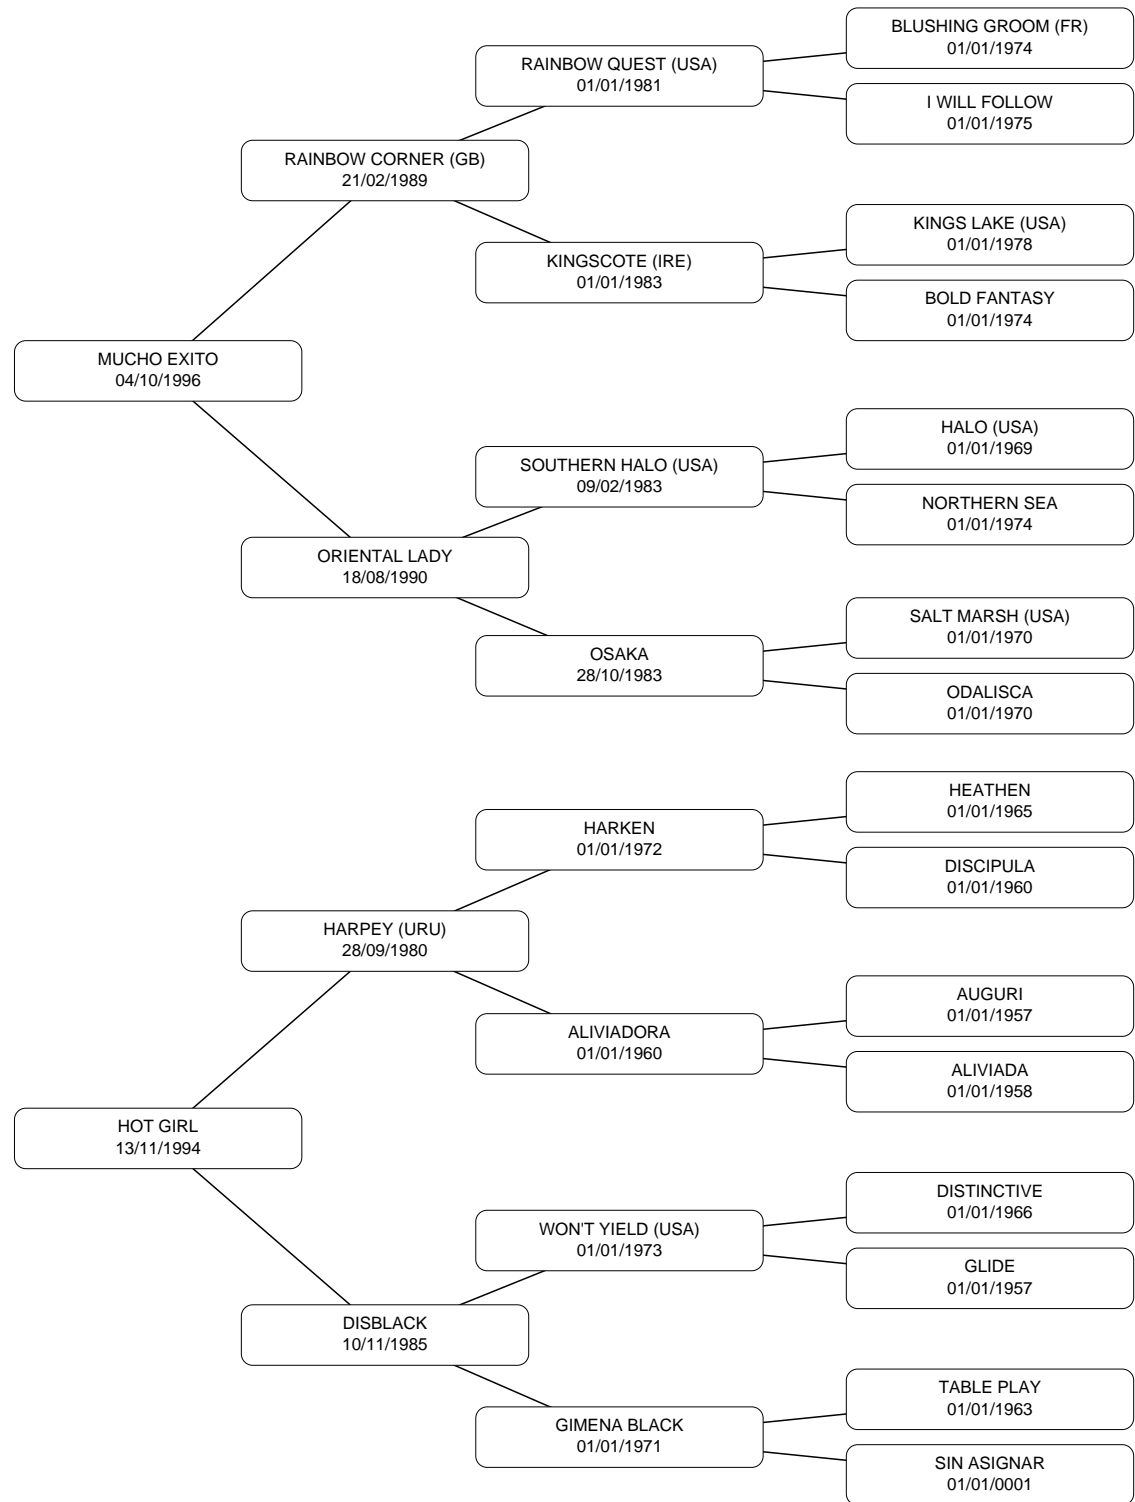 BLUSHING GROOM (FR)
01/01/1974
RAINBOW QUEST (USA)
01/01/1981
I WILL FOLLOW
01/01/1975
RAINBOW CORNER (GB)
21/02/1989
KINGS LAKE (USA)
01/01/1978
KINGSCOTE (IRE)
01/01/1983
BOLD FANTASY
01/01/1974
MUCHO EXITO
04/10/1996
HALO (USA)
01/01/1969
SOUTHERN HALO (USA)
09/02/1983
NORTHERN SEA
01/01/1974
ORIENTAL LADY
18/08/1990
SALT MARSH (USA)
01/01/1970
OSAKA
28/10/1983
ODALISCA
01/01/1970
HEATHEN
01/01/1965
HARKEN
01/01/1972
DISCIPULA
01/01/1960
HARPEY (URU)
28/09/1980
AUGURI
01/01/1957
ALIVIADORA
01/01/1960
ALIVIADA
01/01/1958
HOT GIRL
13/11/1994
DISTINCTIVE
01/01/1966
WON'T YIELD (USA)
01/01/1973
GLIDE
01/01/1957
DISBLACK
10/11/1985
TABLE PLAY
01/01/1963
GIMENA BLACK
01/01/1971
SIN ASIGNAR
01/01/0001